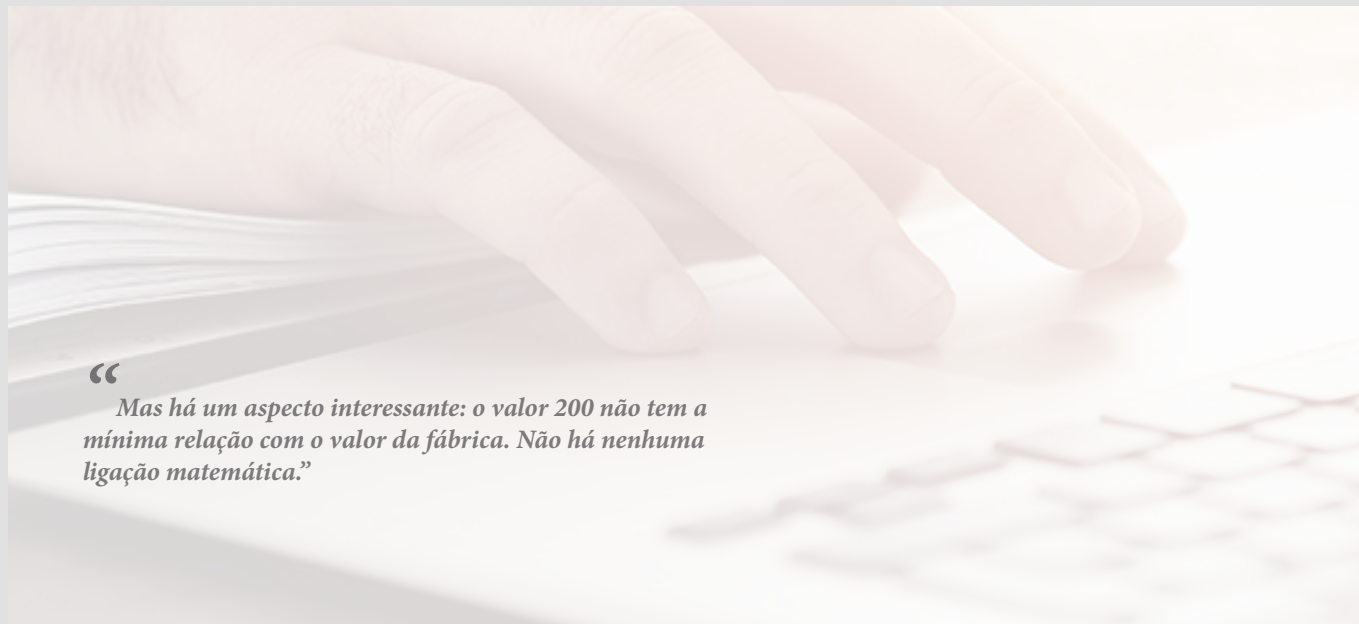 “
Mas há um aspecto interessante: o valor 200 não tem a
mínima relação com o valor da fábrica. Não há nenhuma
ligação matemática.”